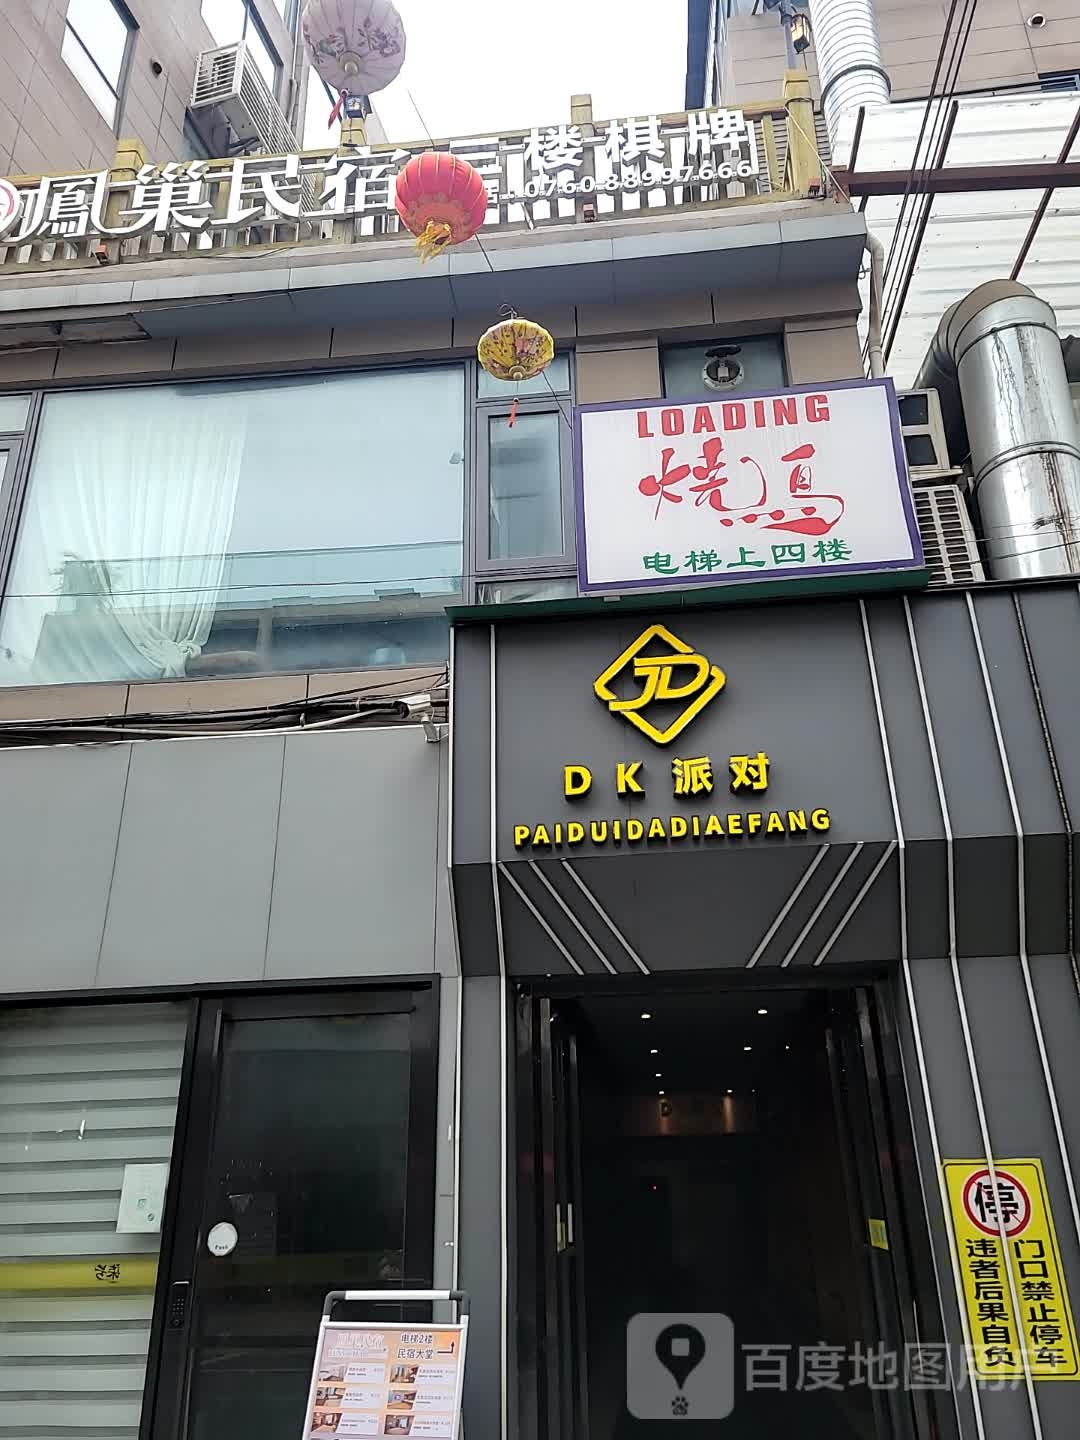 鳳巢民宿 三楼棋牌
0760 88997666
LOADING
烧鸟
电梯上四楼
JD
DK派对
PAIDUIDADIAEFANG
停
门口禁止停车
违者后果自负
电梯2楼
民宿大堂
Push
百度地图用户